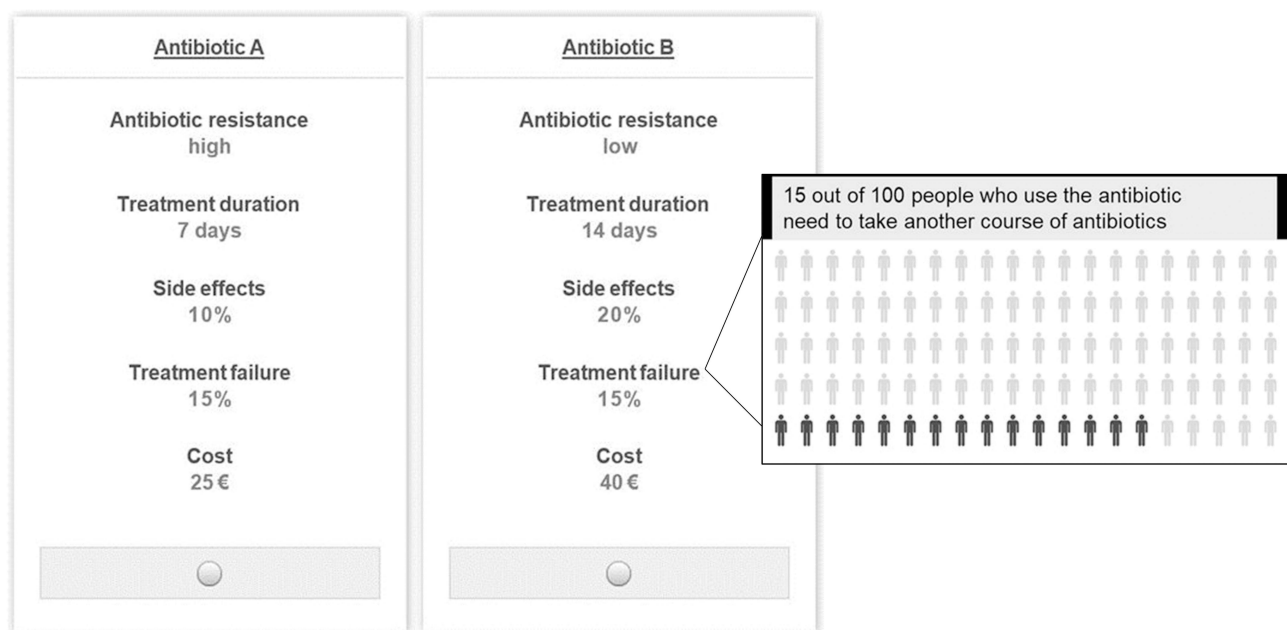 Antibiotic A
Antibiotic resistance
high
Treatment duration
7 days
Side effects
10%
Treatment failure
15%
Cost
25 €
Antibiotic B
Antibiotic resistance
low
Treatment duration
14 days
Side effects
20%
Treatment failure
15%
Cost
40 €
15 out of 100 people who use the antibiotic
need to take another course of antibiotics